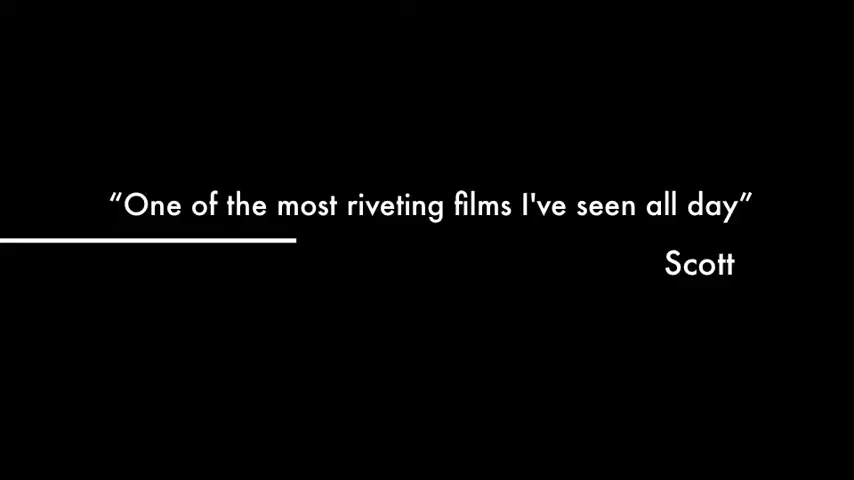 “One of the most riveting films I've seen all day”
Scott